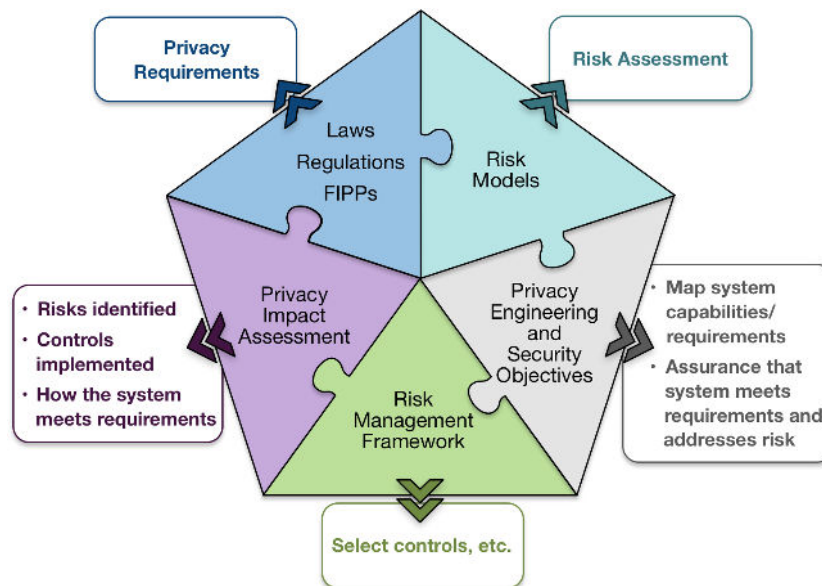 Privacy
Requirements
Risk Assessment
Laws
Regulations
FIPPs
Risk
Models
Privacy
Impact
Assessment
Privacy
Engineering
and
Security
Objectives
Risk
Management
Framework
• Risks identified
• Controls
implemented
• How the system
meets requirements
• Map system
capabilities/
requirements
• Assurance that
system meets
requirements and
addresses risk
Select controls, etc.